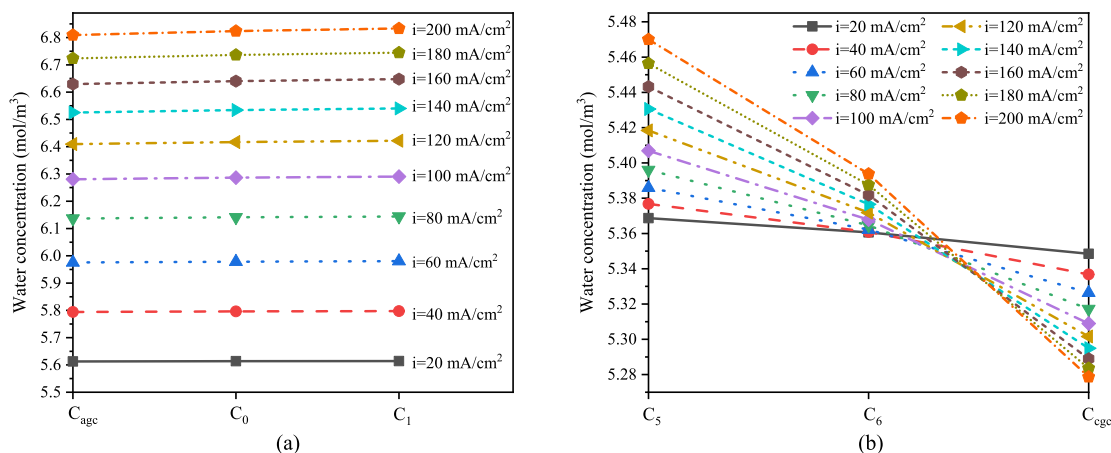 Water concentration (mol/m³)
6.8
6.7
6.6
6.5
6.4
6.3
6.2
6.1
6.0
5.9
5.8
5.7
5.6
5.5
i=200 mA/cm²
i=180 mA/cm²
i=160 mA/cm²
i=140 mA/cm²
i=120 mA/cm²
i=100 mA/cm²
i=80 mA/cm²
i=60 mA/cm²
i=40 mA/cm²
i=20 mA/cm²
C_agc C₀ C₁
(a)
Water concentration (mol/m³)
5.48
5.46
5.44
5.42
5.40
5.38
5.36
5.34
5.32
5.30
5.28
i=20 mA/cm² i=120 mA/cm²
i=40 mA/cm² i=140 mA/cm²
i=60 mA/cm² i=160 mA/cm²
i=80 mA/cm² i=180 mA/cm²
i=100 mA/cm² i=200 mA/cm²
C₅ C₆ C_cgc
(b)